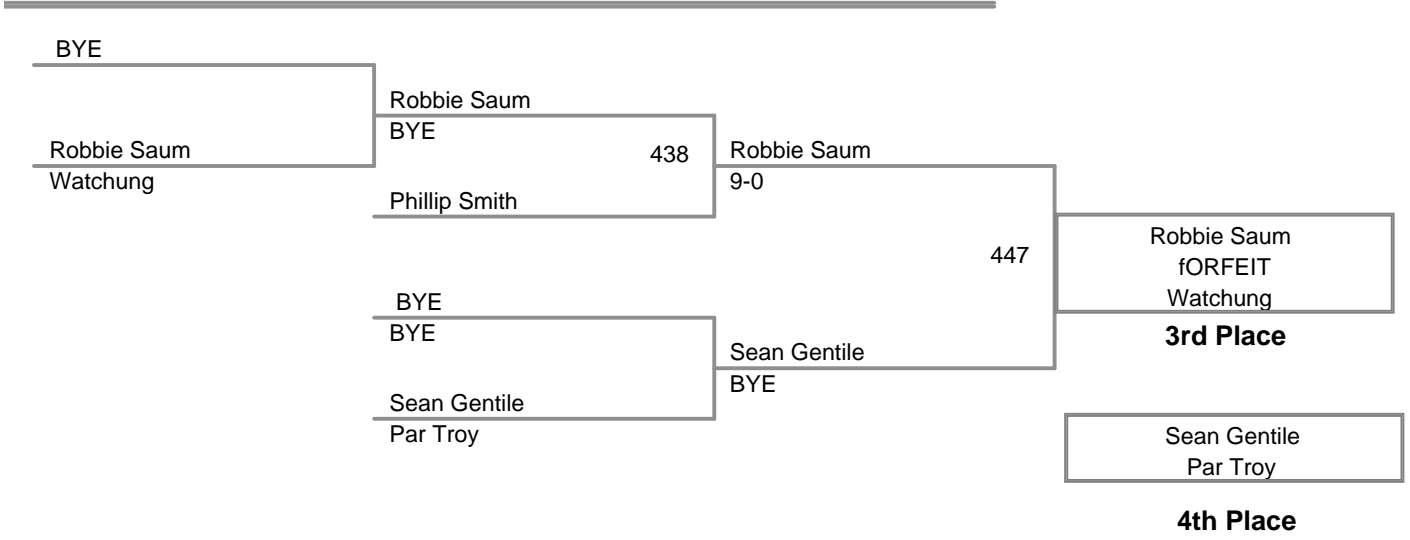 BYE
Robbie Saum
BYE
Robbie Saum
Watchung
438
Robbie Saum
9-0
Phillip Smith
447
Robbie Saum
fORFEIT
Watchung
BYE
BYE
3rd Place
Sean Gentile
BYE
Sean Gentile
Par Troy
Sean Gentile
Par Troy
4th Place